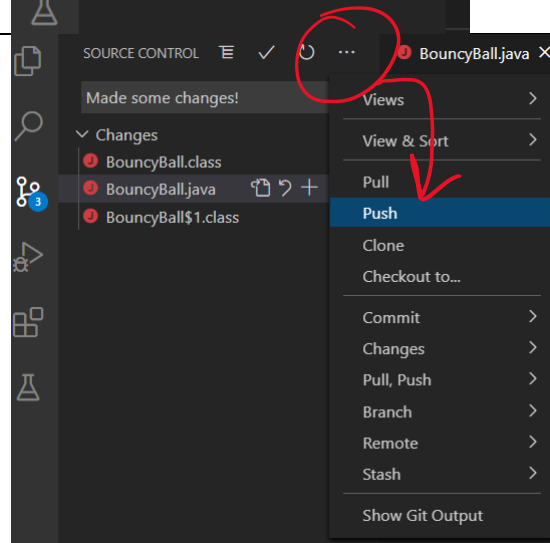 SOURCE CONTROL
BouncyBall.java
Made some changes!
Changes
BouncyBall.class
BouncyBall.java
BouncyBall$1.class
3
Views
View & Sort
Pull
Push
Clone
Checkout to...
Commit
Changes
Pull, Push
Branch
Remote
Stash
Show Git Output